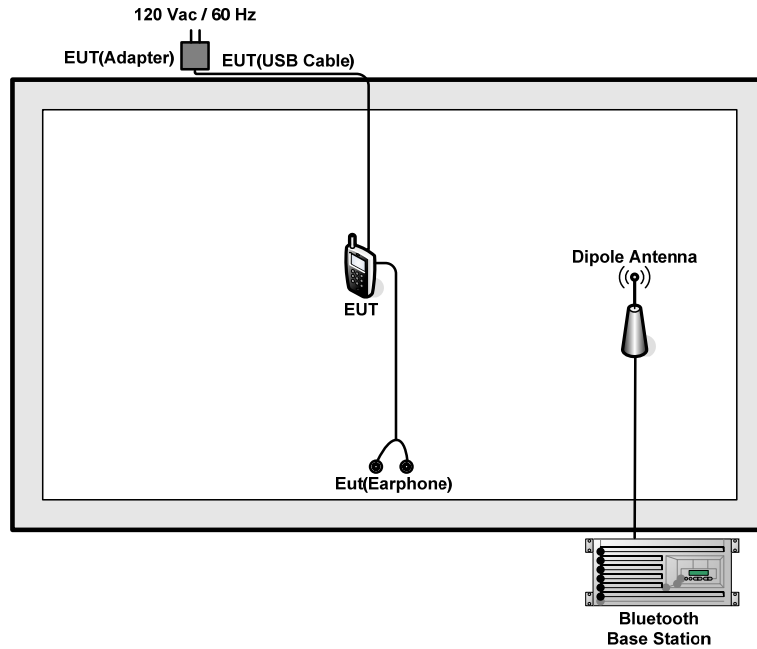 120 Vac / 60 Hz
EUT(Adapter)
EUT(USB Cable)
Dipole Antenna
EUT
Eut(Earphone)
Bluetooth
Base Station